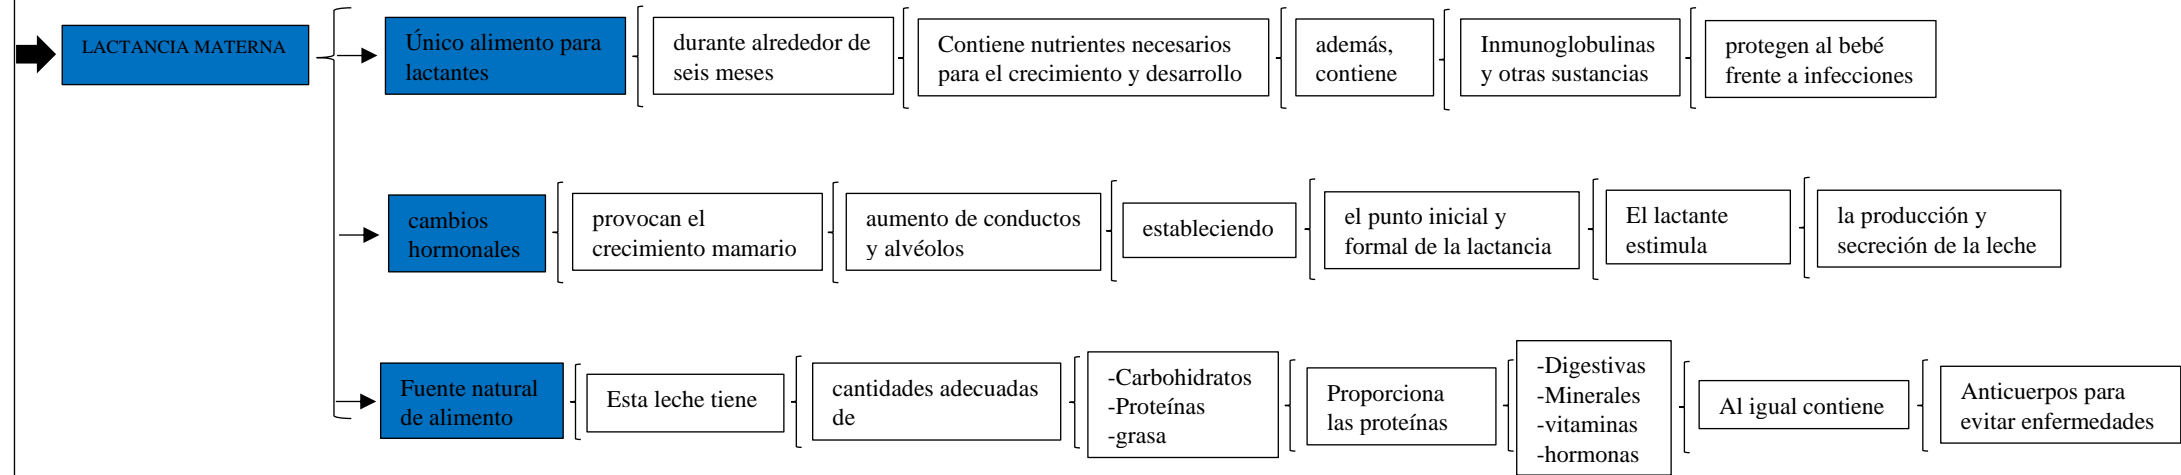 LACTANCIA MATERNA
Único alimento para
lactantes
durante alrededor de
seis meses
Contiene nutrientes necesarios
para el crecimiento y desarrollo
además,
contiene
Inmunoglobulinas
y otras sustancias
protegen al bebé
frente a infecciones
cambios
hormonales
provocan el
crecimiento mamario
aumento de conductos
y alvéolos
estableciendo
el punto inicial y
formal de la lactancia
El lactante
estimula
la producción y
secreción de la leche
Fuente natural
de alimento
Esta leche tiene
cantidades adecuadas
de
-Carbohidratos
-Proteínas
-grasa
Proporciona
las proteínas
-Digestivas
-Minerales
-vitaminas
-hormonas
Al igual contiene
Anticuerpos para
evitar enfermedades